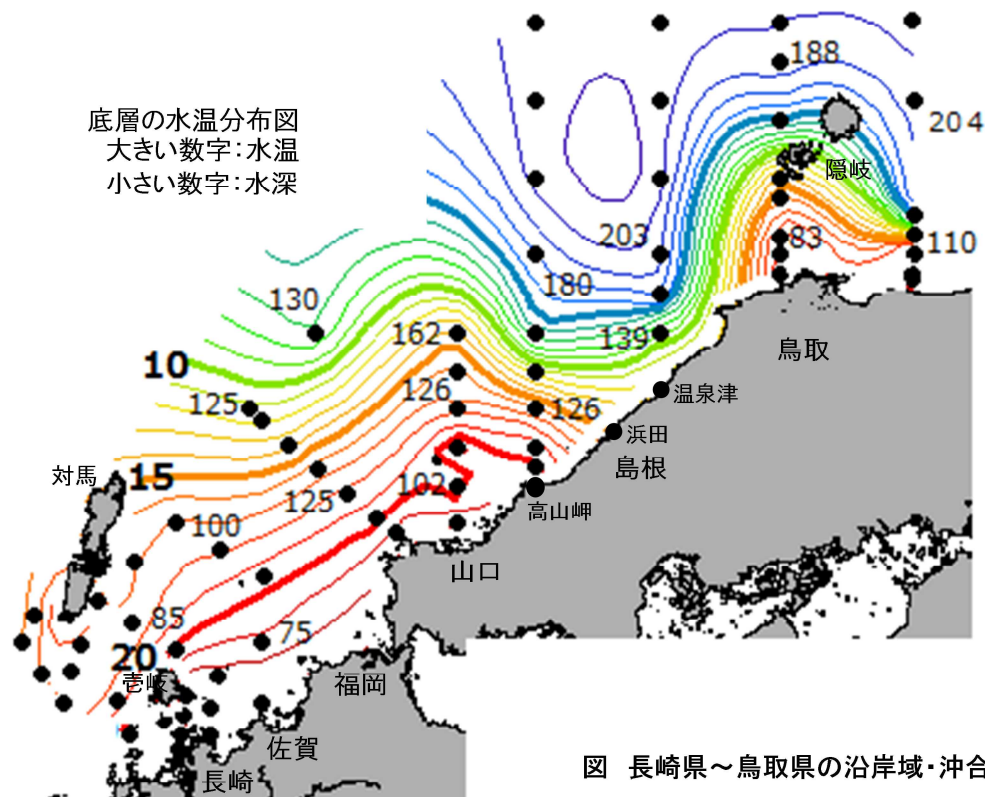 底層の水温分布図
大きい数字：水温
小さい数字：水深
188
204
隠岐
203
83
110
180
130
162
139
鳥取
10
126
温泉津
125
126
浜田
対馬
15
島根
102
125
高山岬
100
山口
85
75
20
壱岐
福岡
佐賀
長崎
図 長崎県～鳥取県の沿岸域・沖合